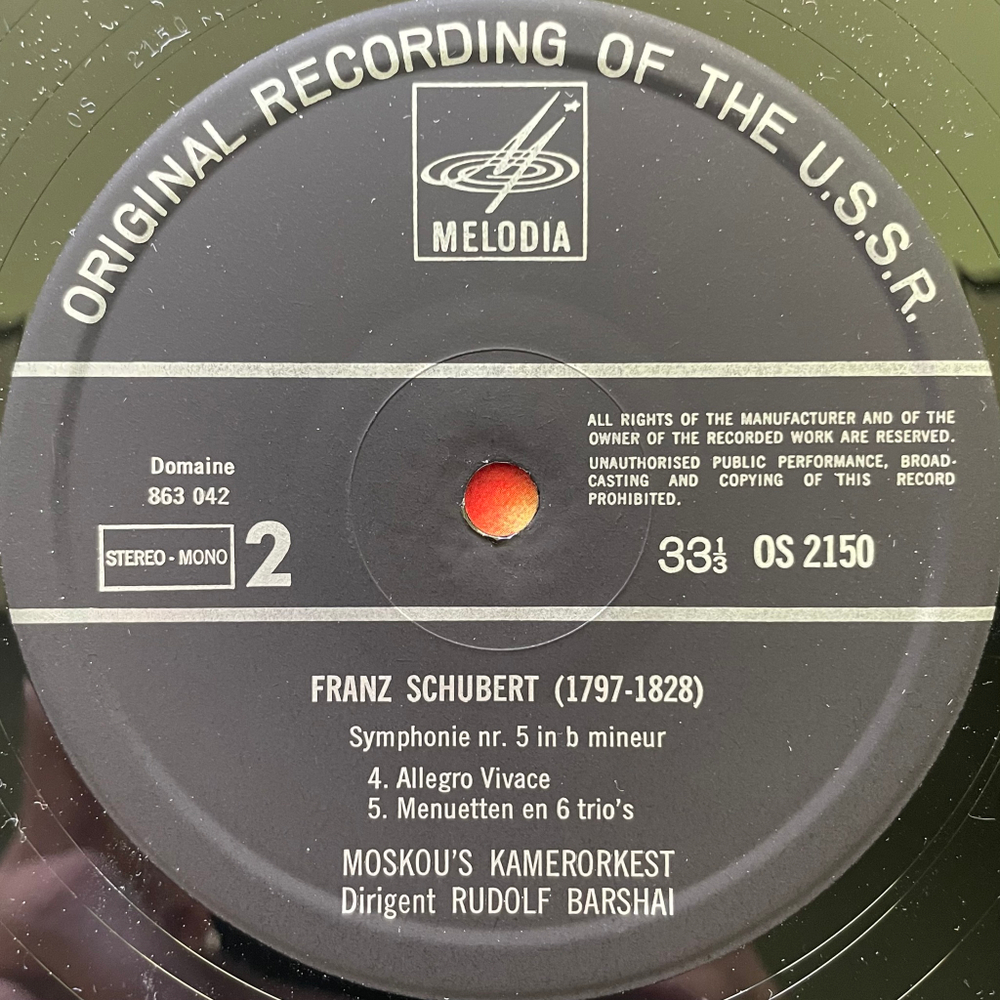 2150
OS
ORIGINAL RECORDING OF THE U.S.S.R.
MELODIA
ALL RIGHTS OF THE MANUFACTURER AND OF THE
OWNER OF THE RECORDED WORK ARE RESERVED.
UNAUTHORISED PUBLIC PERFORMANCE, BROAD-
CASTING AND COPYING OF THIS RECORD
PROHIBITED.
Domaine
863 042
STEREO - MONO 2
33⅓ OS 2150
FRANZ SCHUBERT (1797-1828)
Symphonie nr. 5 in b mineur
4. Allegro Vivace
5. Menuetten en 6 trio's
MOSKOU'S KAMERORKEST
Dirigent RUDOLF BARSHAI